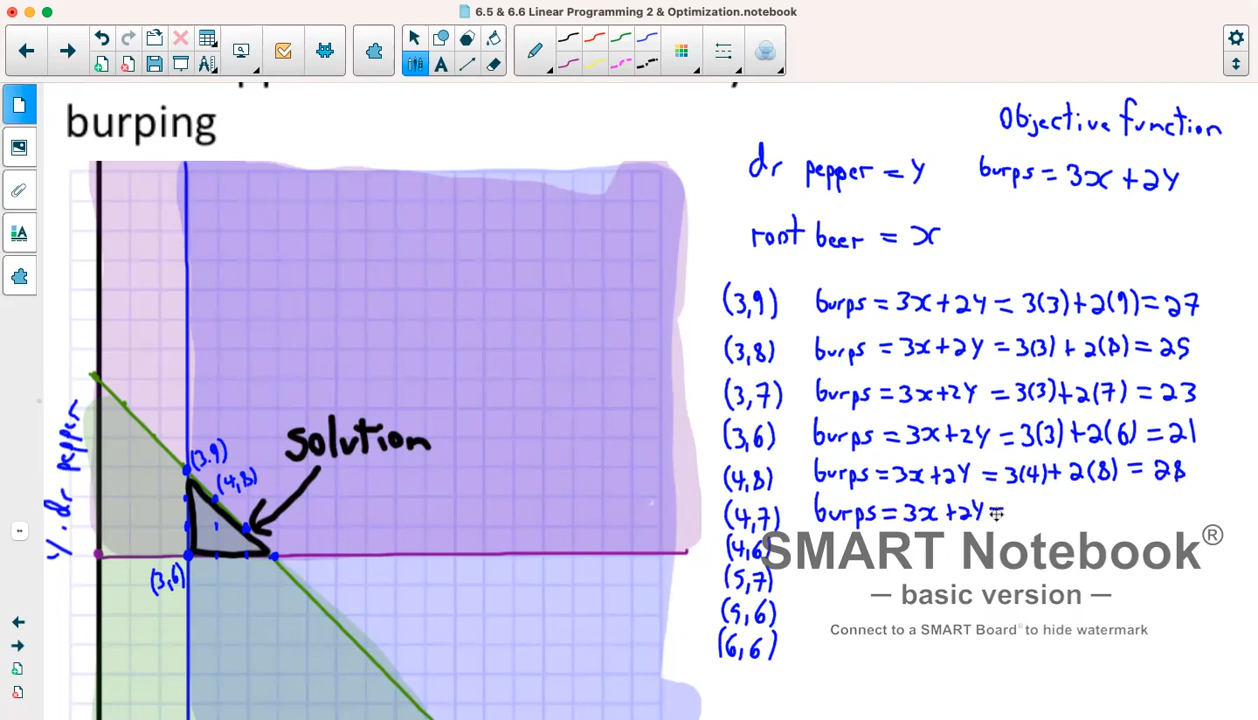 6.5 & 6.6 Linear Programming 2 & Optimization.notebook
burping
Objective function
dr pepper = y
burps = 3x + 2y
root beer = x
(3,9) burps = 3x + 2y = 3(3) + 2(9) = 27
(3,8) burps = 3x + 2y = 3(3) + 2(8) = 25
(3,7) burps = 3x + 2y = 3(3) + 2(7) = 23
(3,6) burps = 3x + 2y = 3(3) + 2(6) = 21
(4,8) burps = 3x + 2y = 3(4) + 2(8) = 28
(4,7) burps = 3x + 2y =
(4,6)
(5,7)
(5,6)
(6,6)
y: dr pepper
solution
(3,9)
(4,8)
(3,6)
SMART Notebook®
— basic version —
Connect to a SMART Board® to hide watermark